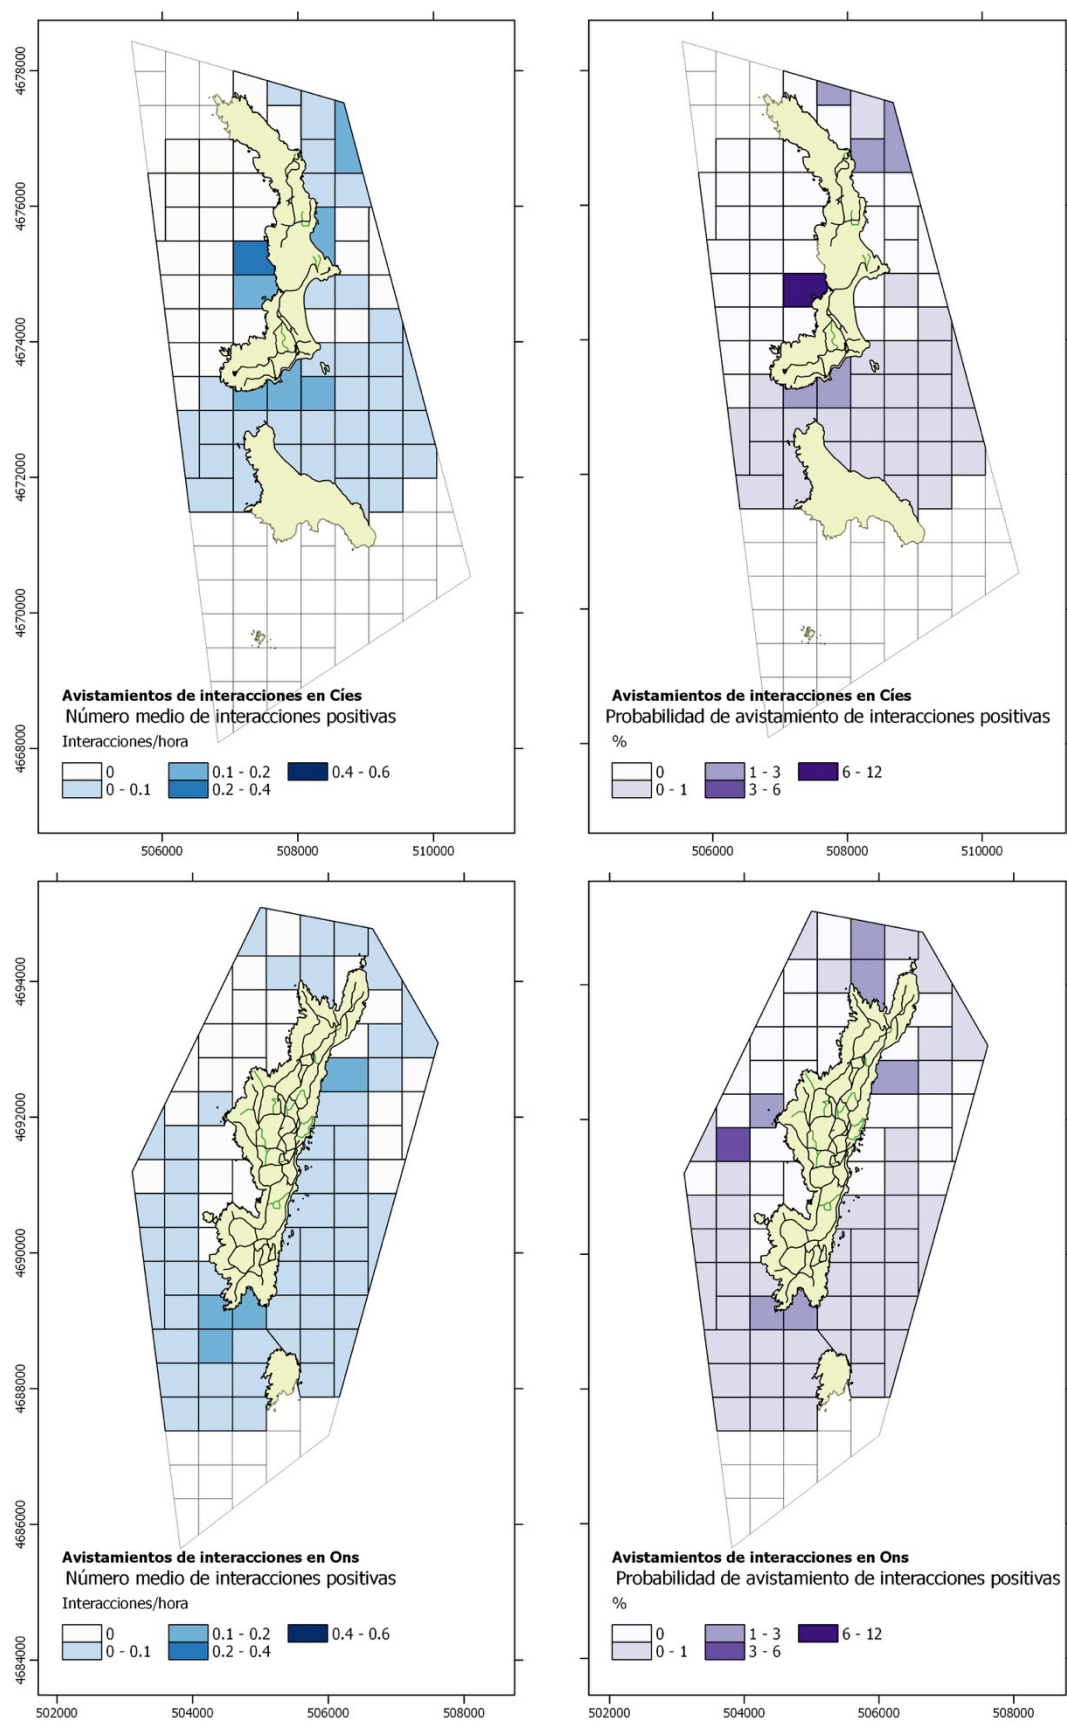 4678000
4676000
4674000
4672000
4670000
4668000
Avistamientos de interacciones en Cíes
Número medio de interacciones positivas
Interacciones/hora
0
0 - 0.1
0.1 - 0.2
0.2 - 0.4
0.4 - 0.6
506000
508000
510000
Avistamientos de interacciones en Cíes
Probabilidad de avistamiento de interacciones positivas
%
0
0 - 1
1 - 3
3 - 6
6 - 12
506000
508000
510000
4694000
4692000
4690000
4688000
4686000
4684000
Avistamientos de interacciones en Ons
Número medio de interacciones positivas
Interacciones/hora
0
0 - 0.1
0.1 - 0.2
0.2 - 0.4
0.4 - 0.6
502000
504000
506000
508000
Avistamientos de interacciones en Ons
Probabilidad de avistamiento de interacciones positivas
%
0
0 - 1
1 - 3
3 - 6
6 - 12
502000
504000
506000
508000